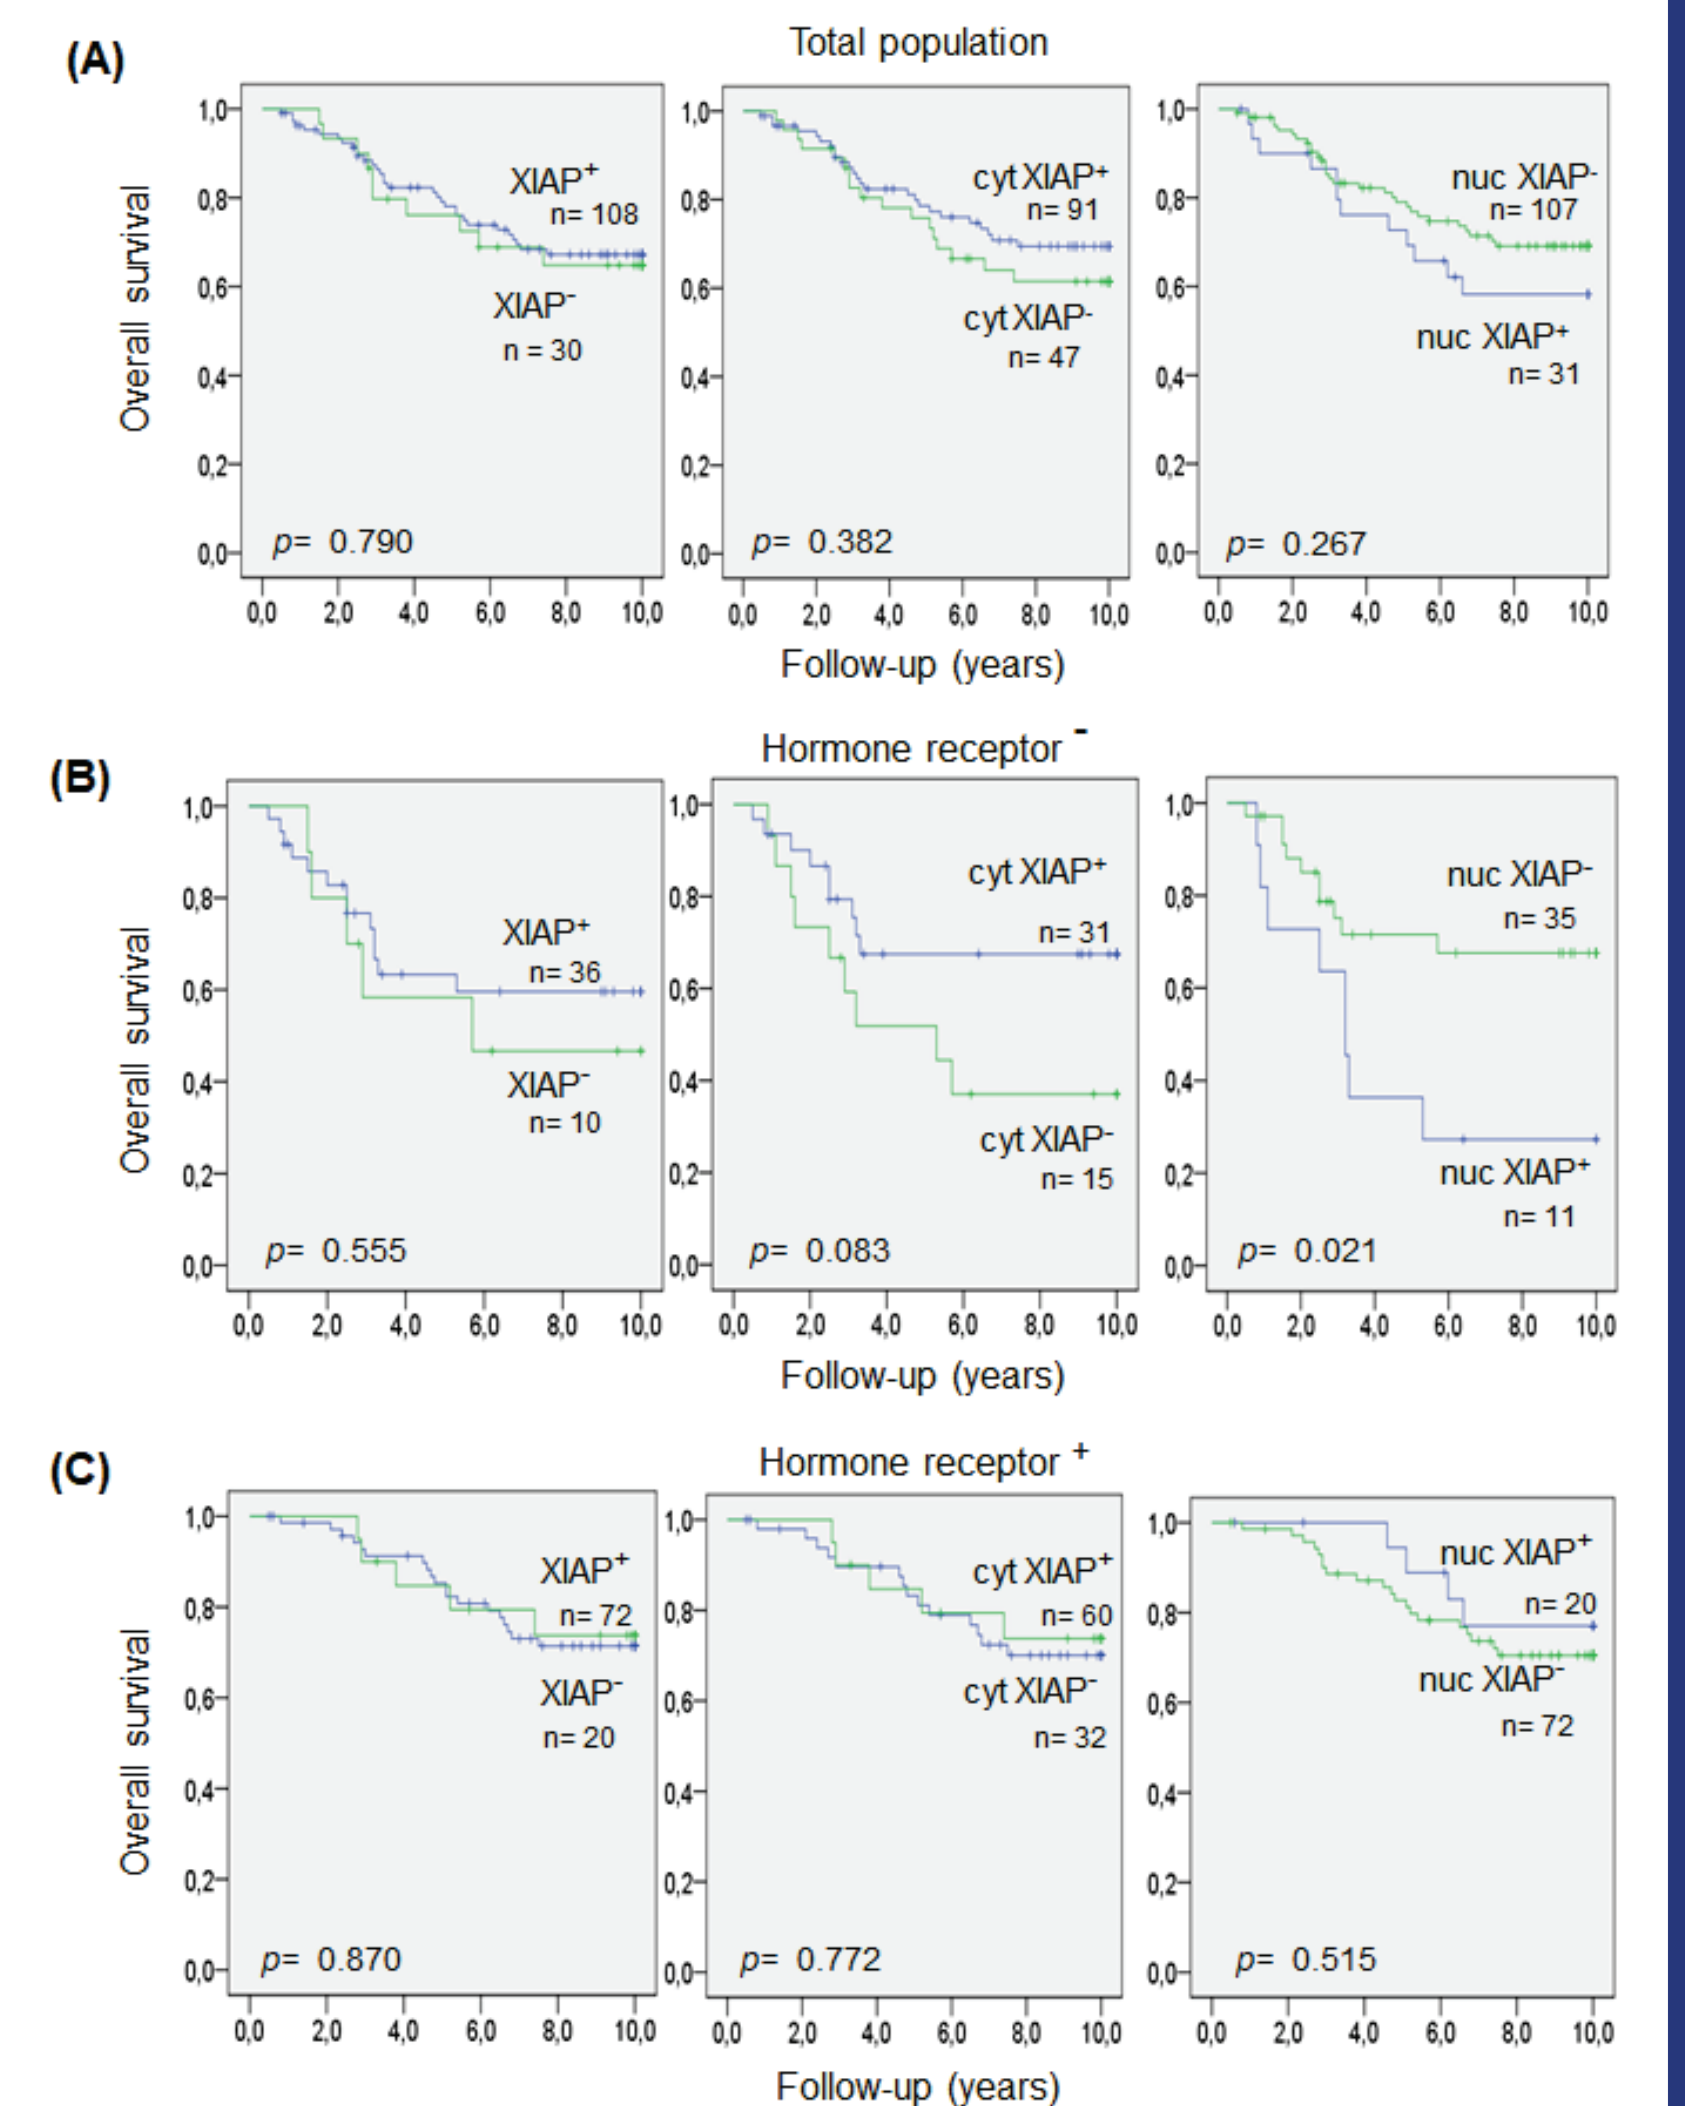 (A)
Total population
Overall survival
1,0
0,8
0,6
0,4
0,2
0,0
XIAP+
n= 108
XIAP-
n = 30
p= 0.790
0,0 2,0 4,0 6,0 8,0 10,0
1,0
0,8
0,6
0,4
0,2
0,0
cyt XIAP+
n= 91
cyt XIAP-
n= 47
p= 0.382
0,0 2,0 4,0 6,0 8,0 10,0
1,0
0,8
0,6
0,4
0,2
0,0
nuc XIAP-
n= 107
nuc XIAP+
n= 31
p= 0.267
0,0 2,0 4,0 6,0 8,0 10,0
Follow-up (years)
(B)
Hormone receptor -
Overall survival
1,0
0,8
0,6
0,4
0,2
0,0
XIAP+
n= 36
XIAP-
n= 10
p= 0.555
0,0 2,0 4,0 6,0 8,0 10,0
1,0
0,8
0,6
0,4
0,2
0,0
cyt XIAP+
n= 31
cyt XIAP-
n= 15
p= 0.083
0,0 2,0 4,0 6,0 8,0 10,0
1,0
0,8
0,6
0,4
0,2
0,0
nuc XIAP-
n= 35
nuc XIAP+
n= 11
p= 0.021
0,0 2,0 4,0 6,0 8,0 10,0
Follow-up (years)
(C)
Hormone receptor +
Overall survival
1,0
0,8
0,6
0,4
0,2
0,0
XIAP+
n= 72
XIAP-
n= 20
p= 0.870
0,0 2,0 4,0 6,0 8,0 10,0
1,0
0,8
0,6
0,4
0,2
0,0
cyt XIAP+
n= 60
cyt XIAP-
n= 32
p= 0.772
0,0 2,0 4,0 6,0 8,0 10,0
1,0
0,8
0,6
0,4
0,2
0,0
nuc XIAP+
n= 20
nuc XIAP-
n= 72
p= 0.515
0,0 2,0 4,0 6,0 8,0 10,0
Follow-up (years)